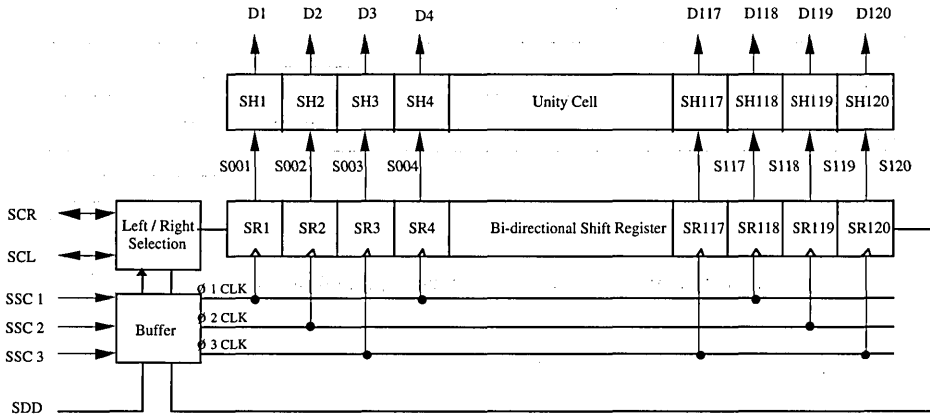 D1 D2 D3 D4 D117 D118 D119 D120
SH1 SH2 SH3 SH4 Unity Cell SH117 SH118 SH119 SH120
S001 S002 S003 S004 S117 S118 S119 S120
SCR
Left / Right
Selection
SR1 SR2 SR3 SR4 Bi-directional Shift Register SR117 SR118 SR119 SR120
SCL
SSC 1 Ø 1 CLK
SSC 2 Buffer Ø 2 CLK
SSC 3 Ø 3 CLK
SDD